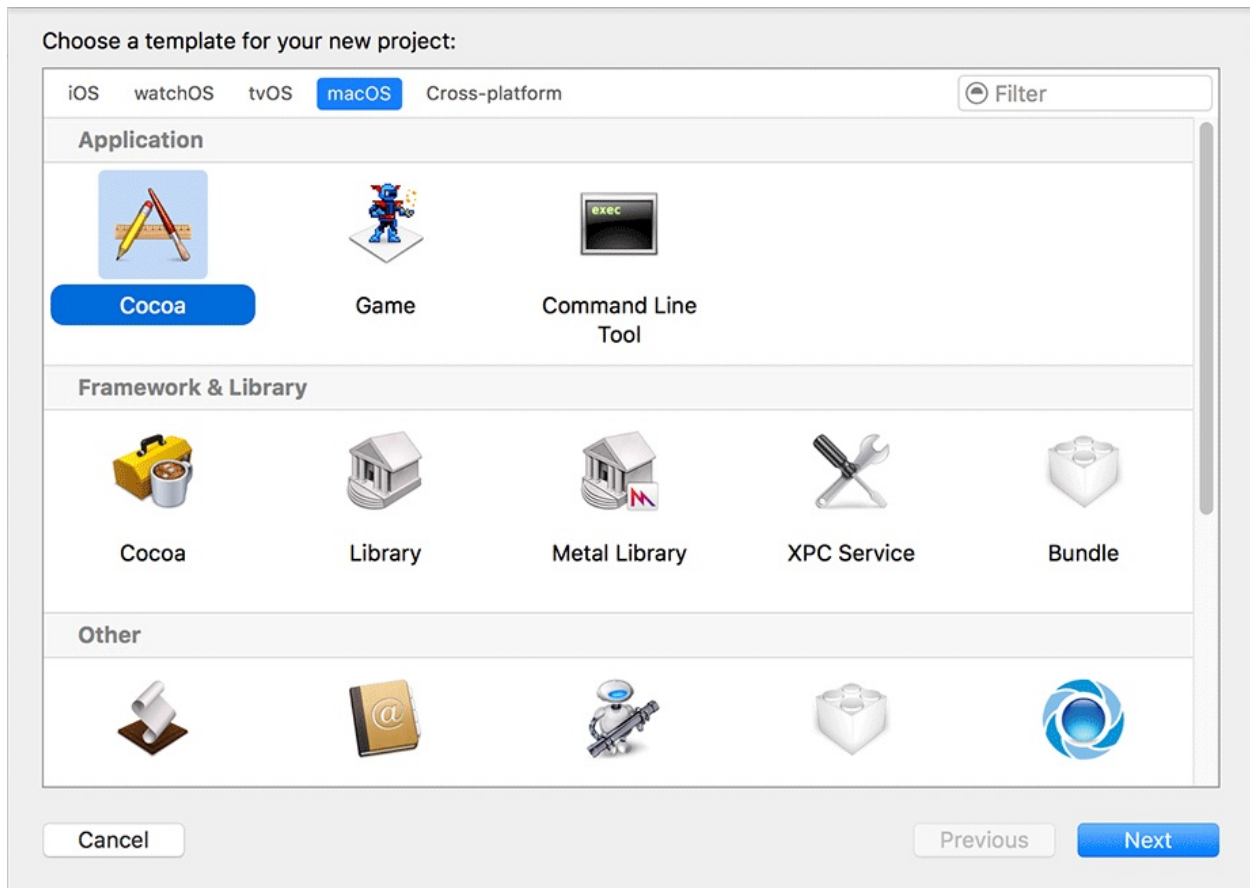 Choose a template for your new project:
iOS watchOS tvOS macOS Cross-platform Filter
Application
exec
Cocoa Game Command Line
Tool
Framework & Library
Cocoa Library Metal Library XPC Service Bundle
Other
@
Cancel Previous Next